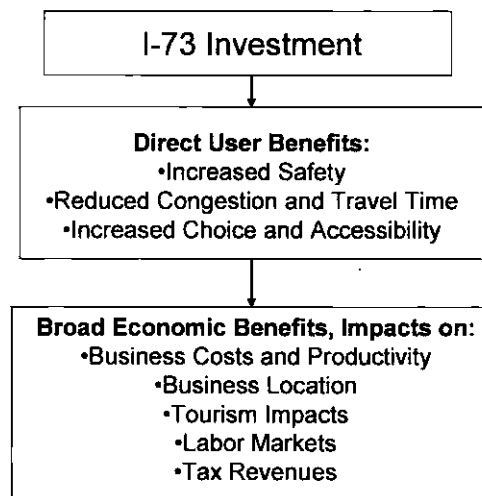 I-73 Investment
Direct User Benefits:
•Increased Safety
•Reduced Congestion and Travel Time
•Increased Choice and Accessibility
Broad Economic Benefits, Impacts on:
•Business Costs and Productivity
•Business Location
•Tourism Impacts
•Labor Markets
•Tax Revenues